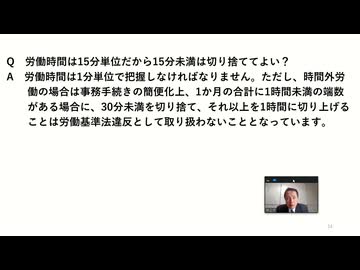 Q 労働時間は15分単位だから15分未満は切り捨ててよい？
A 労働時間は1分単位で把握しなければなりません。ただし、時間外労
働の場合は事務手続きの簡便化上、1か月の合計に1時間未満の端数
がある場合に、30分未満を切り捨て、それ以上を1時間に切り上げる
ことは労働基準法違反として取り扱わないこととなっています。